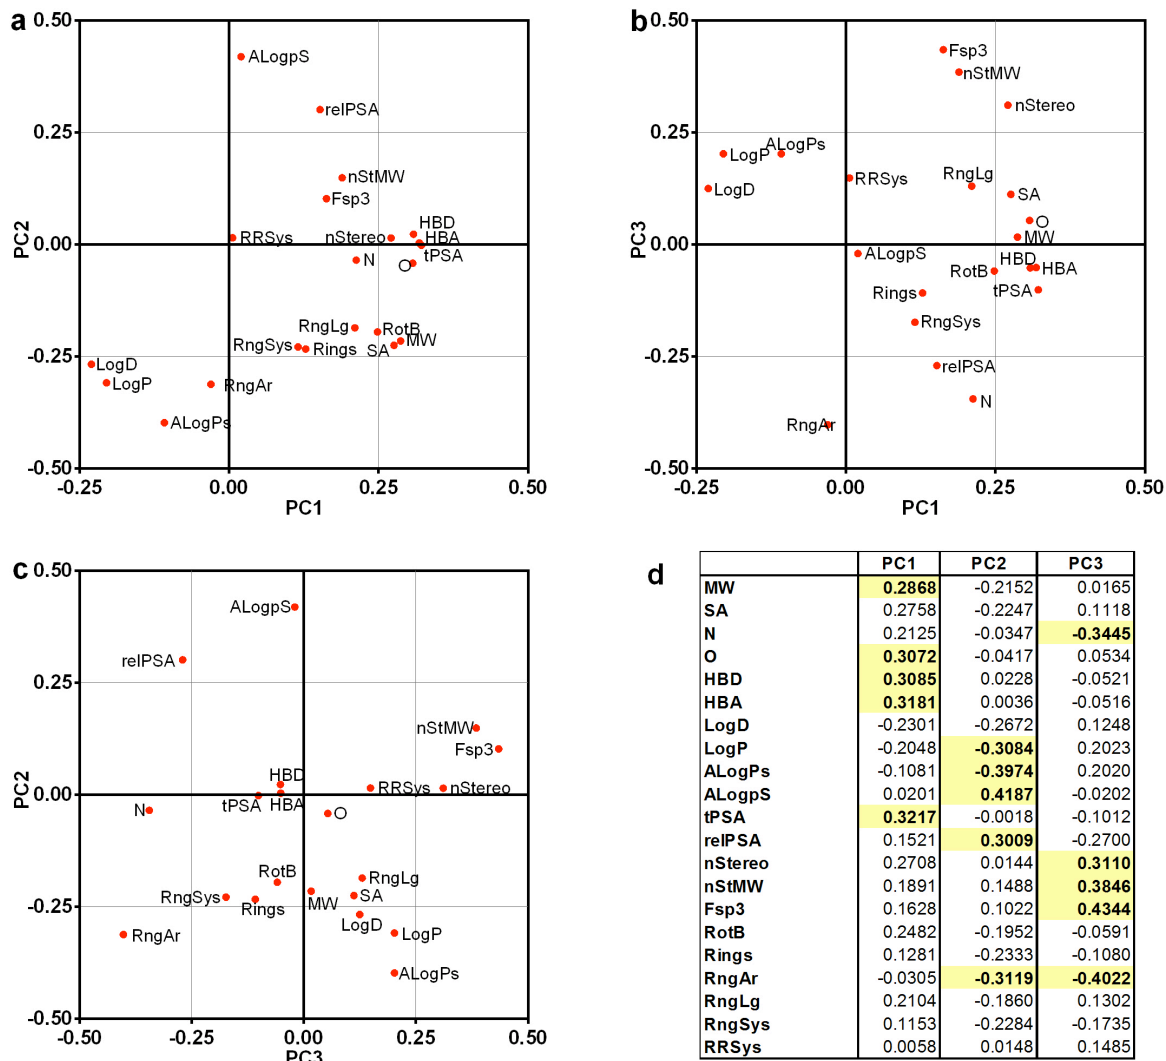 a
0.50
0.25
0.00
-0.25
-0.50
PC2
-0.25 0.00 0.25 0.50
PC1
ALogpS
relPSA
nStMW
Fsp3
HBD
RRSys nStereo HBA
tPSA
N
O
RngLg RotB
RngSys Rings SA MW
LogD
LogP RngAr
ALogPs
b
0.50
0.25
0.00
-0.25
-0.50
PC3
-0.25 0.00 0.25 0.50
PC1
Fsp3
nStMW
nStereo
ALogPs
LogP
LogD
RRSys RngLg
SA
O
MW
ALogpS
HBD
RotB HBA
Rings tPSA
RngSys
relPSA
N
RngAr
c
0.50
0.25
0.00
-0.25
-0.50
PC2
-0.50 -0.25 0.00 0.25 0.50
PC3
ALogpS
relPSA
nStMW
Fsp3
HBD
RRSys nStereo
tPSA HBA
N
O
RotB RngLg
RngSys Rings MW SA
LogD
LogP
RngAr
ALogPs
d
PC1 PC2 PC3
MW 0.2868 -0.2152 0.0165
SA 0.2758 -0.2247 0.1118
N 0.2125 -0.0347 -0.3445
O 0.3072 -0.0417 0.0534
HBD 0.3085 0.0228 -0.0521
HBA 0.3181 0.0036 -0.0516
LogD -0.2301 -0.2672 0.1248
LogP -0.2048 -0.3084 0.2023
ALogPs -0.1081 -0.3974 0.2020
ALogpS 0.0201 0.4187 -0.0202
tPSA 0.3217 -0.0018 -0.1012
relPSA 0.1521 0.3009 -0.2700
nStereo 0.2708 0.0144 0.3110
nStMW 0.1891 0.1488 0.3846
Fsp3 0.1628 0.1022 0.4344
RotB 0.2482 -0.1952 -0.0591
Rings 0.1281 -0.2333 -0.1080
RngAr -0.0305 -0.3119 -0.4022
RngLg 0.2104 -0.1860 0.1302
RngSys 0.1153 -0.2284 -0.1735
RRSys 0.0058 0.0148 0.1485